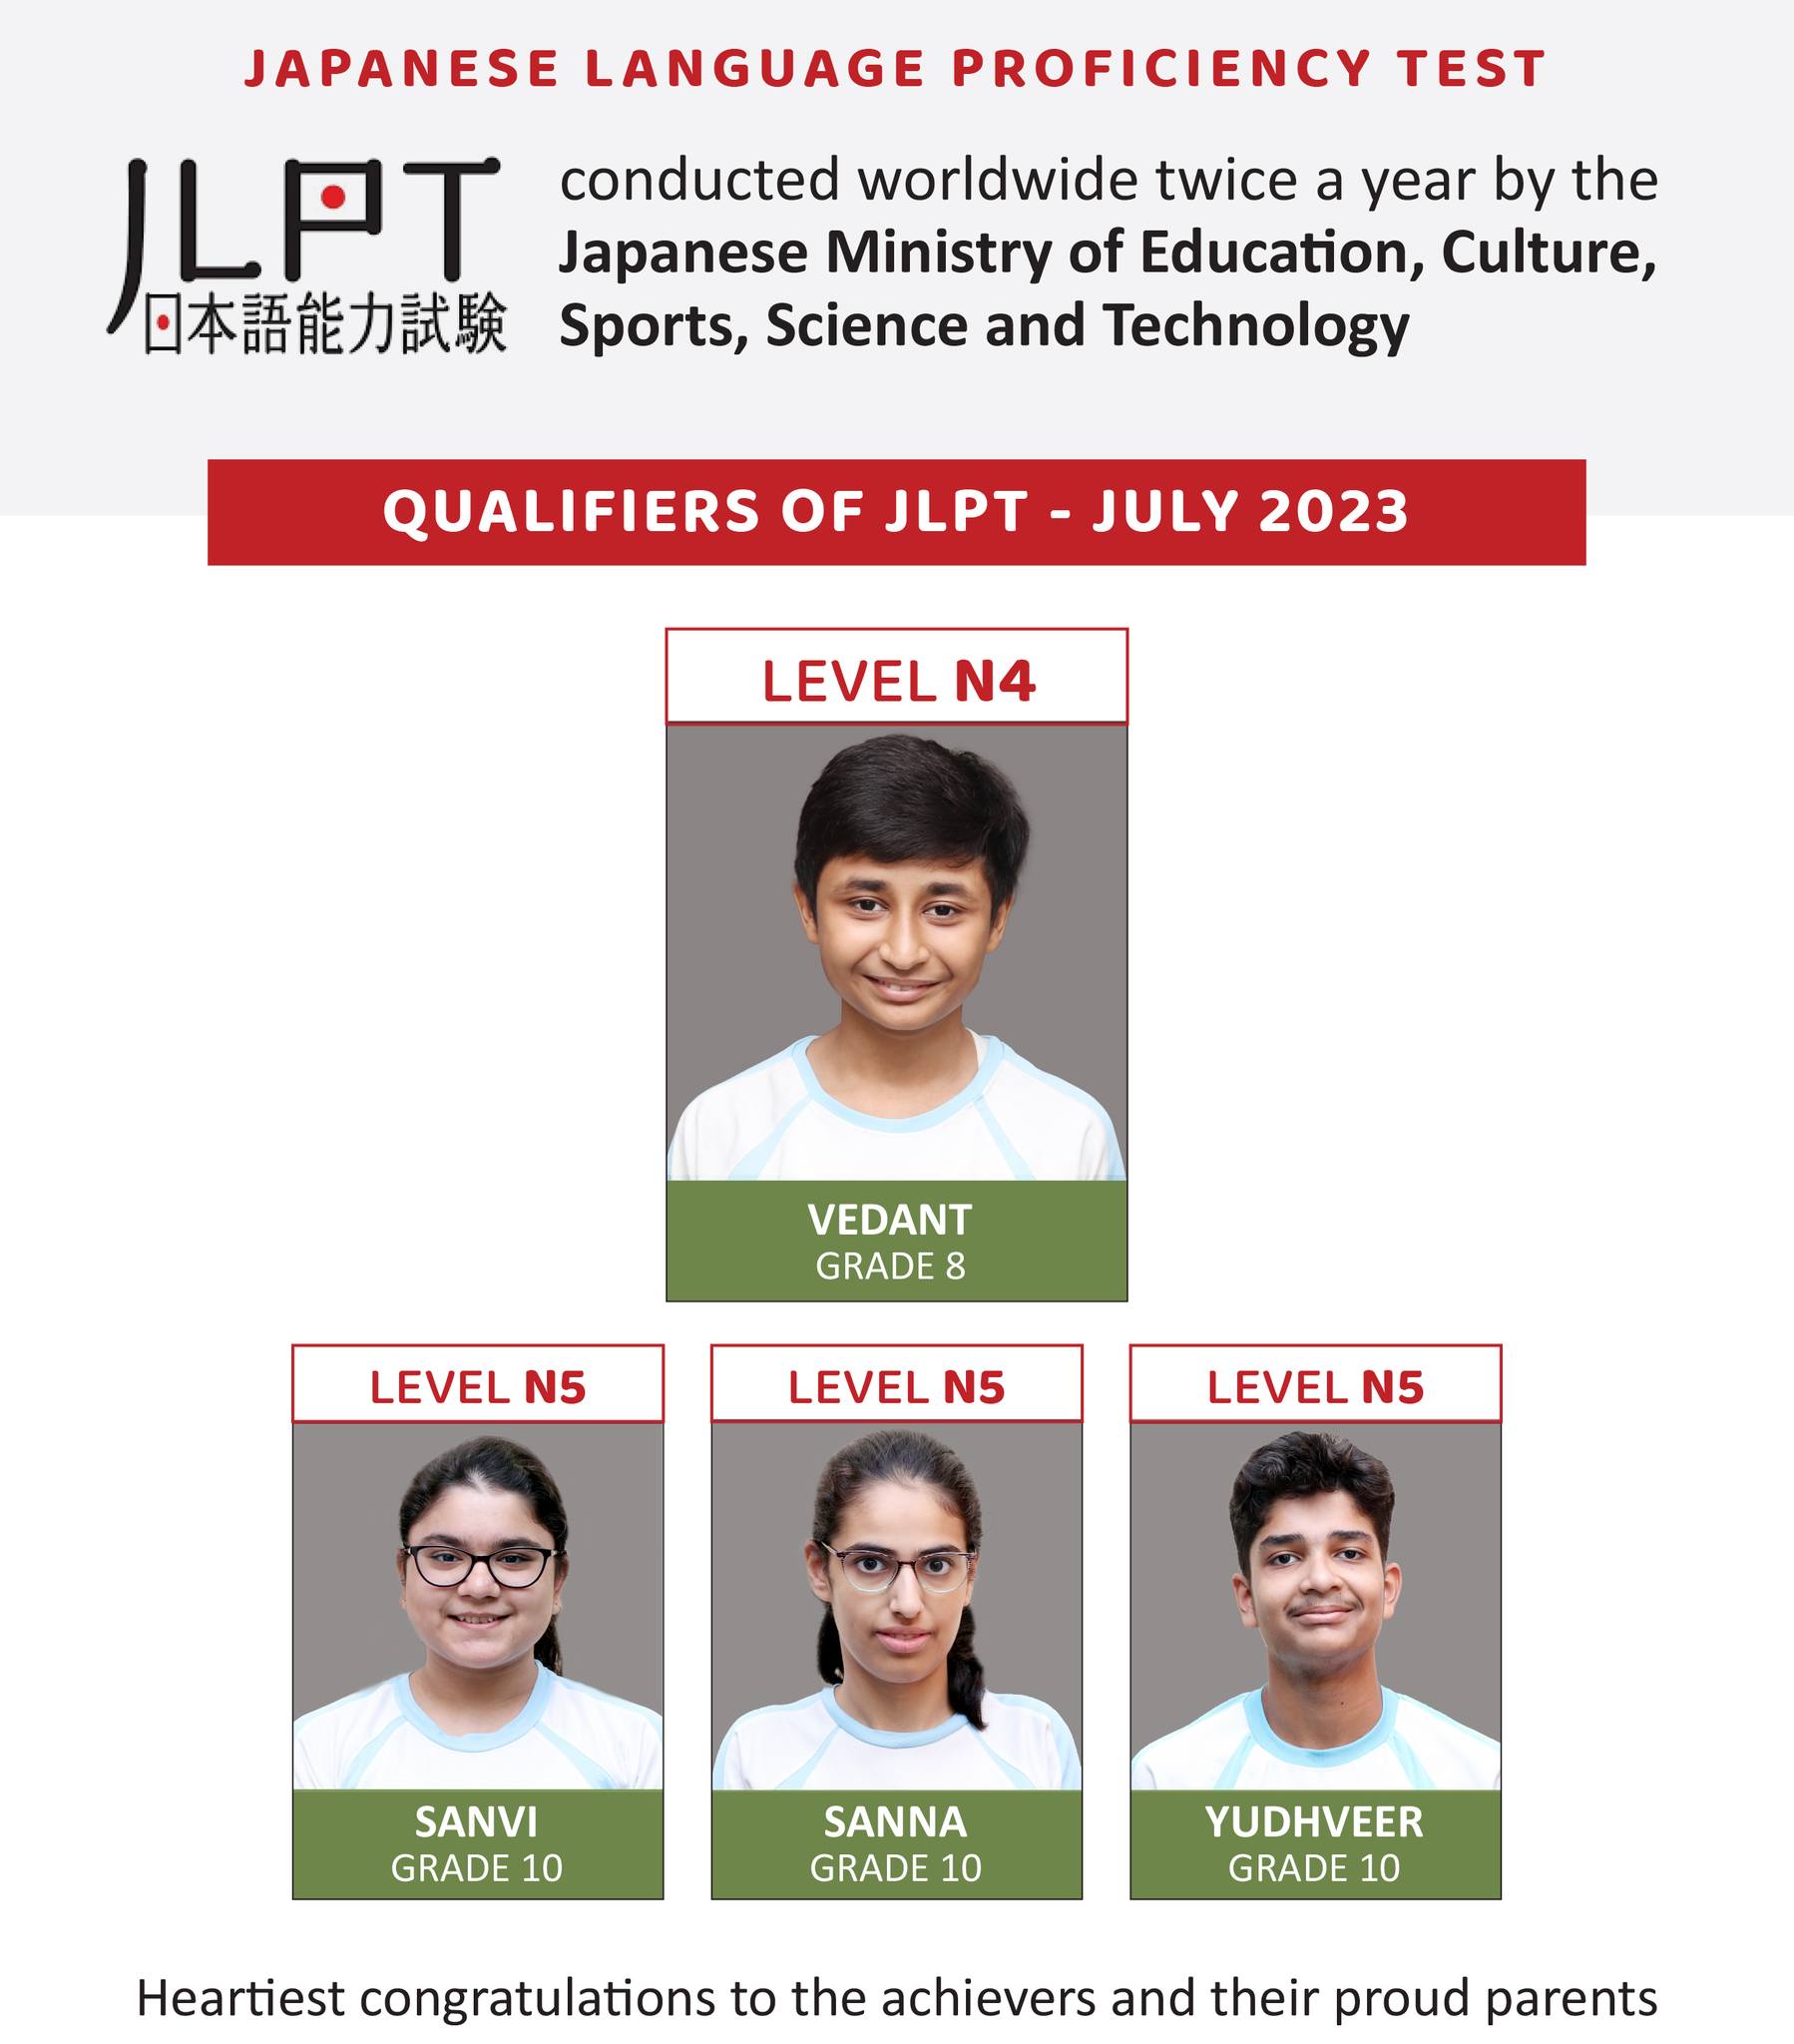 JAPANESE LANGUAGE PROFICIENCY TEST
JLPT
日本語能力試験
conducted worldwide twice a year by the
Japanese Ministry of Education, Culture,
Sports, Science and Technology
QUALIFIERS OF JLPT - JULY 2023
LEVEL N4
VEDANT
GRADE 8
LEVEL N5
SANVI
GRADE 10
LEVEL N5
SANNA
GRADE 10
LEVEL N5
YUDHVEER
GRADE 10
Heartiest congratulations to the achievers and their proud parents